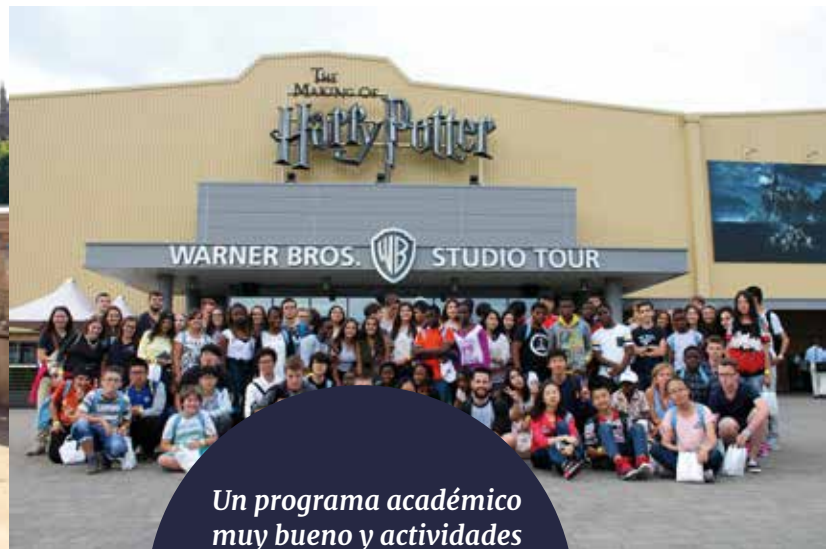 The
Making of
Harry Potter
WARNER BROS. WB STUDIO TOUR
Un programa académico
muy bueno y actividades